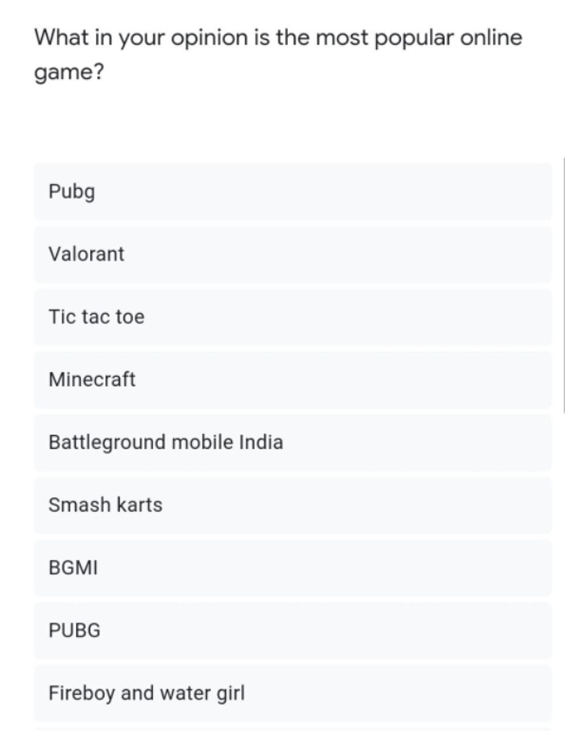 What in your opinion is the most popular online
game?
Pubg
Valorant
Tic tac toe
Minecraft
Battleground mobile India
Smash karts
BGMI
PUBG
Fireboy and water girl